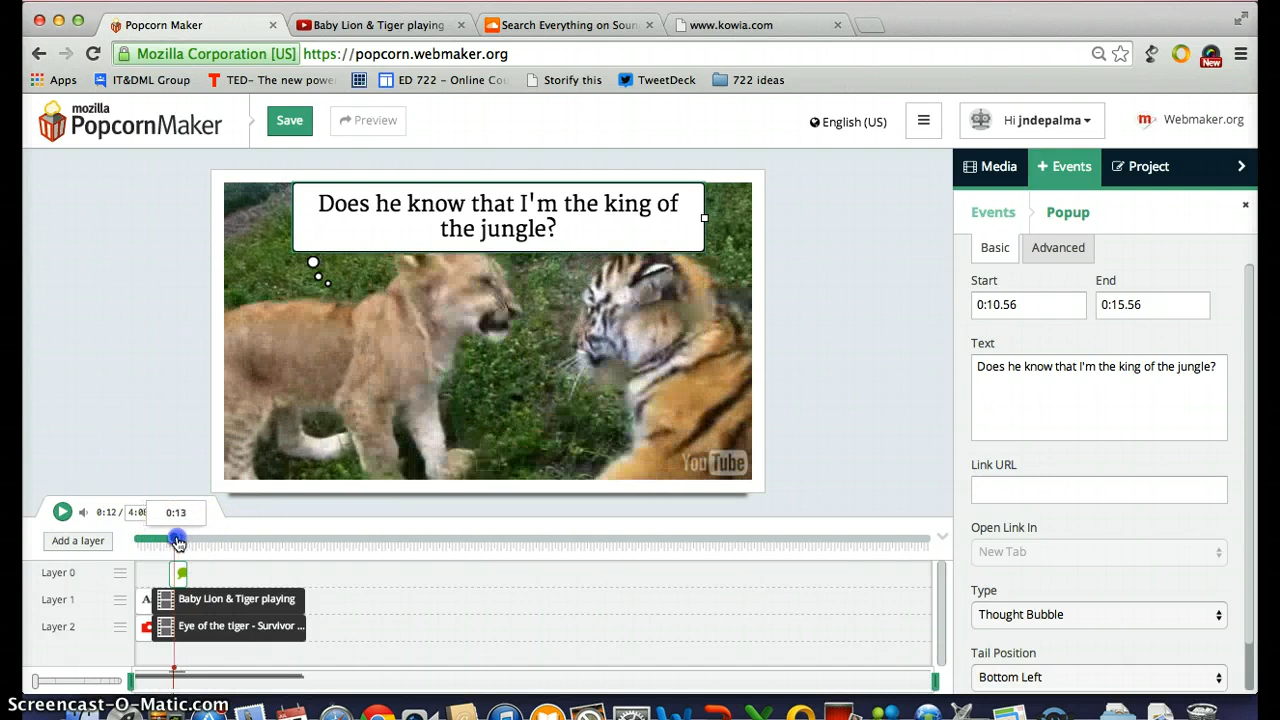 Popcorn Maker
Baby Lion & Tiger playing
Search Everything on Soun
www.kowia.com
Mozilla Corporation [US]
https://popcorn.webmaker.org
Apps
IT&DML Group
TED- The new power
ED 722 - Online Cou
Storify this
TweetDeck
722 ideas
New
mozilla
PopcornMaker
Save
Preview
English (US)
Hi jndepalma
Webmaker.org
Media
+ Events
Project
Does he know that I'm the king of
the jungle?
YouTube
Events
Popup
Basic
Advanced
Start
End
0:10.56
0:15.56
Text
Does he know that I'm the king of the jungle?
Link URL
Open Link In
New Tab
Type
Thought Bubble
Tail Position
Bottom Left
0:12 / 4:08
0:13
Add a layer
Layer 0
Layer 1
Baby Lion & Tiger playing
Layer 2
Eye of the tiger - Survivor ...
Screencast-O-Matic.com